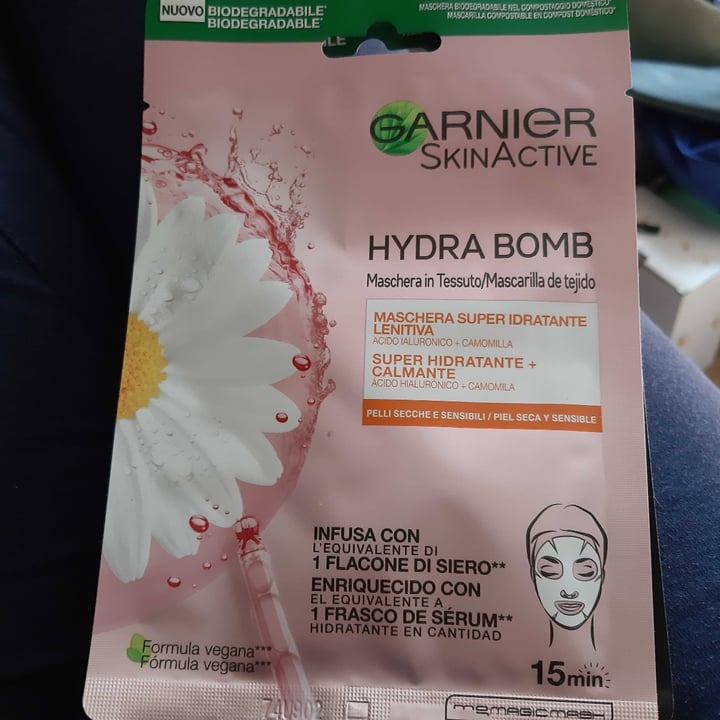 NUOVO BIODEGRADABILE*
BIODEGRADABLE*
MASCHERA BIODEGRADABILE NEL COMPOSTAGGIO DOMESTICO*
MASCARILLA COMPOSTABLE EN COMPOST DOMÉSTICO*
GARNIER
SKINACTIVE
HYDRA BOMB
Maschera in Tessuto/Mascarilla de tejido
MASCHERA SUPER IDRATANTE
LENITIVA
ACIDO IALURONICO + CAMOMILLA
SUPER HIDRATANTE +
CALMANTE
ÁCIDO HIALURÓNICO + CAMOMILA
PELLI SECCHE E SENSIBILI / PIEL SECA Y SENSIBLE
INFUSA CON
L'EQUIVALENTE DI
1 FLACONE DI SIERO**
ENRIQUECIDO CON
EL EQUIVALENTE A
1 FRASCO DE SÉRUM**
HIDRATANTE EN CANTIDAD
Formula vegana***
Fórmula vegana***
15min